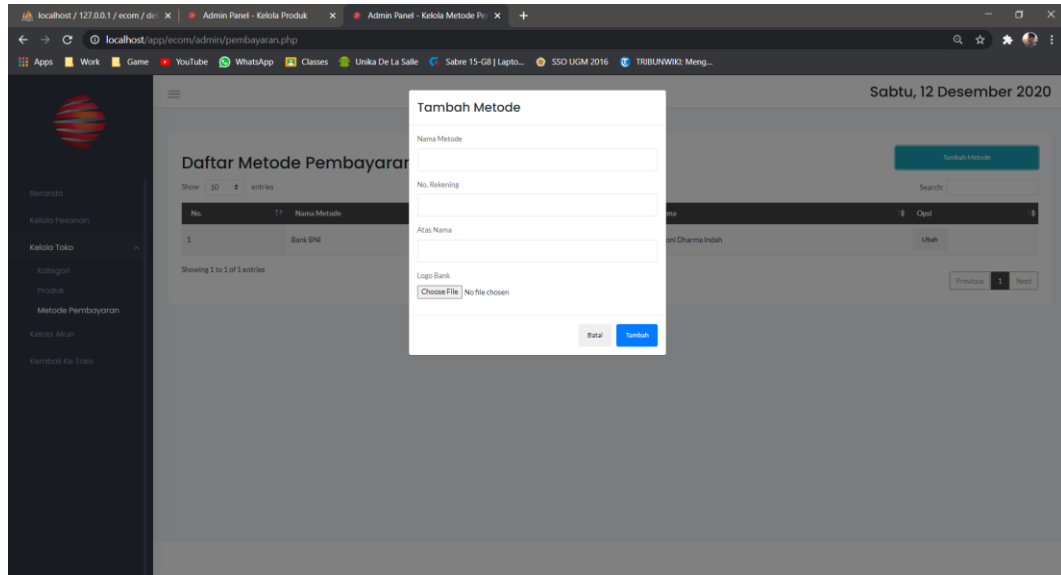 localhost / 127.0.0.1 / ecom / de
Admin Panel - Kelola Produk
Admin Panel - Kelola Metode Pe
localhost/app/ecom/admin/pembayaran.php
Apps Work Game YouTube WhatsApp Classes Unika De La Salle Sabre 15-G8 | Lapto... SSO UGM 2016 TRIBUNWIKI: Meng...
Sabtu, 12 Desember 2020
Beranda
Kelola Pesanan
Kelola Toko
Kategori
Produk
Metode Pembayaran
Kelola Akun
Kembali Ke Toko
Daftar Metode Pembayaran
Tambah Metode
Show 10 entries
Search:
No. Nama Metode ma Opsi
1 Bank BNI oni Dharma Indah Ubah
Showing 1 to 1 of 1 entries
Previous 1 Next
Tambah Metode
Nama Metode
No. Rekening
Atas Nama
Logo Bank
Choose File No file chosen
Batal Tambah